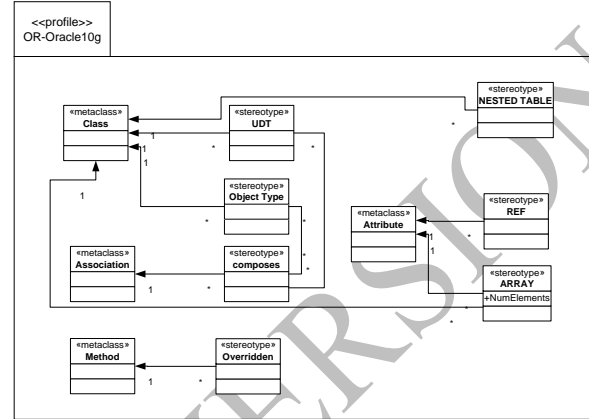 <<profile>>
OR-Oracle10g
«stereotype»
NESTED TABLE
«metaclass»
Class
«stereotype»
UDT
1
*
*
*
1
1
«stereotype»
Object Type
1
*
*
«metaclass»
Attribute
«stereotype»
REF
1
*
1
«metaclass»
Association
«stereotype»
composes
*
*
1
*
«stereotype»
ARRAY
+NumElements
*
*
«metaclass»
Method
«stereotype»
Overridden
1
*
VERSION